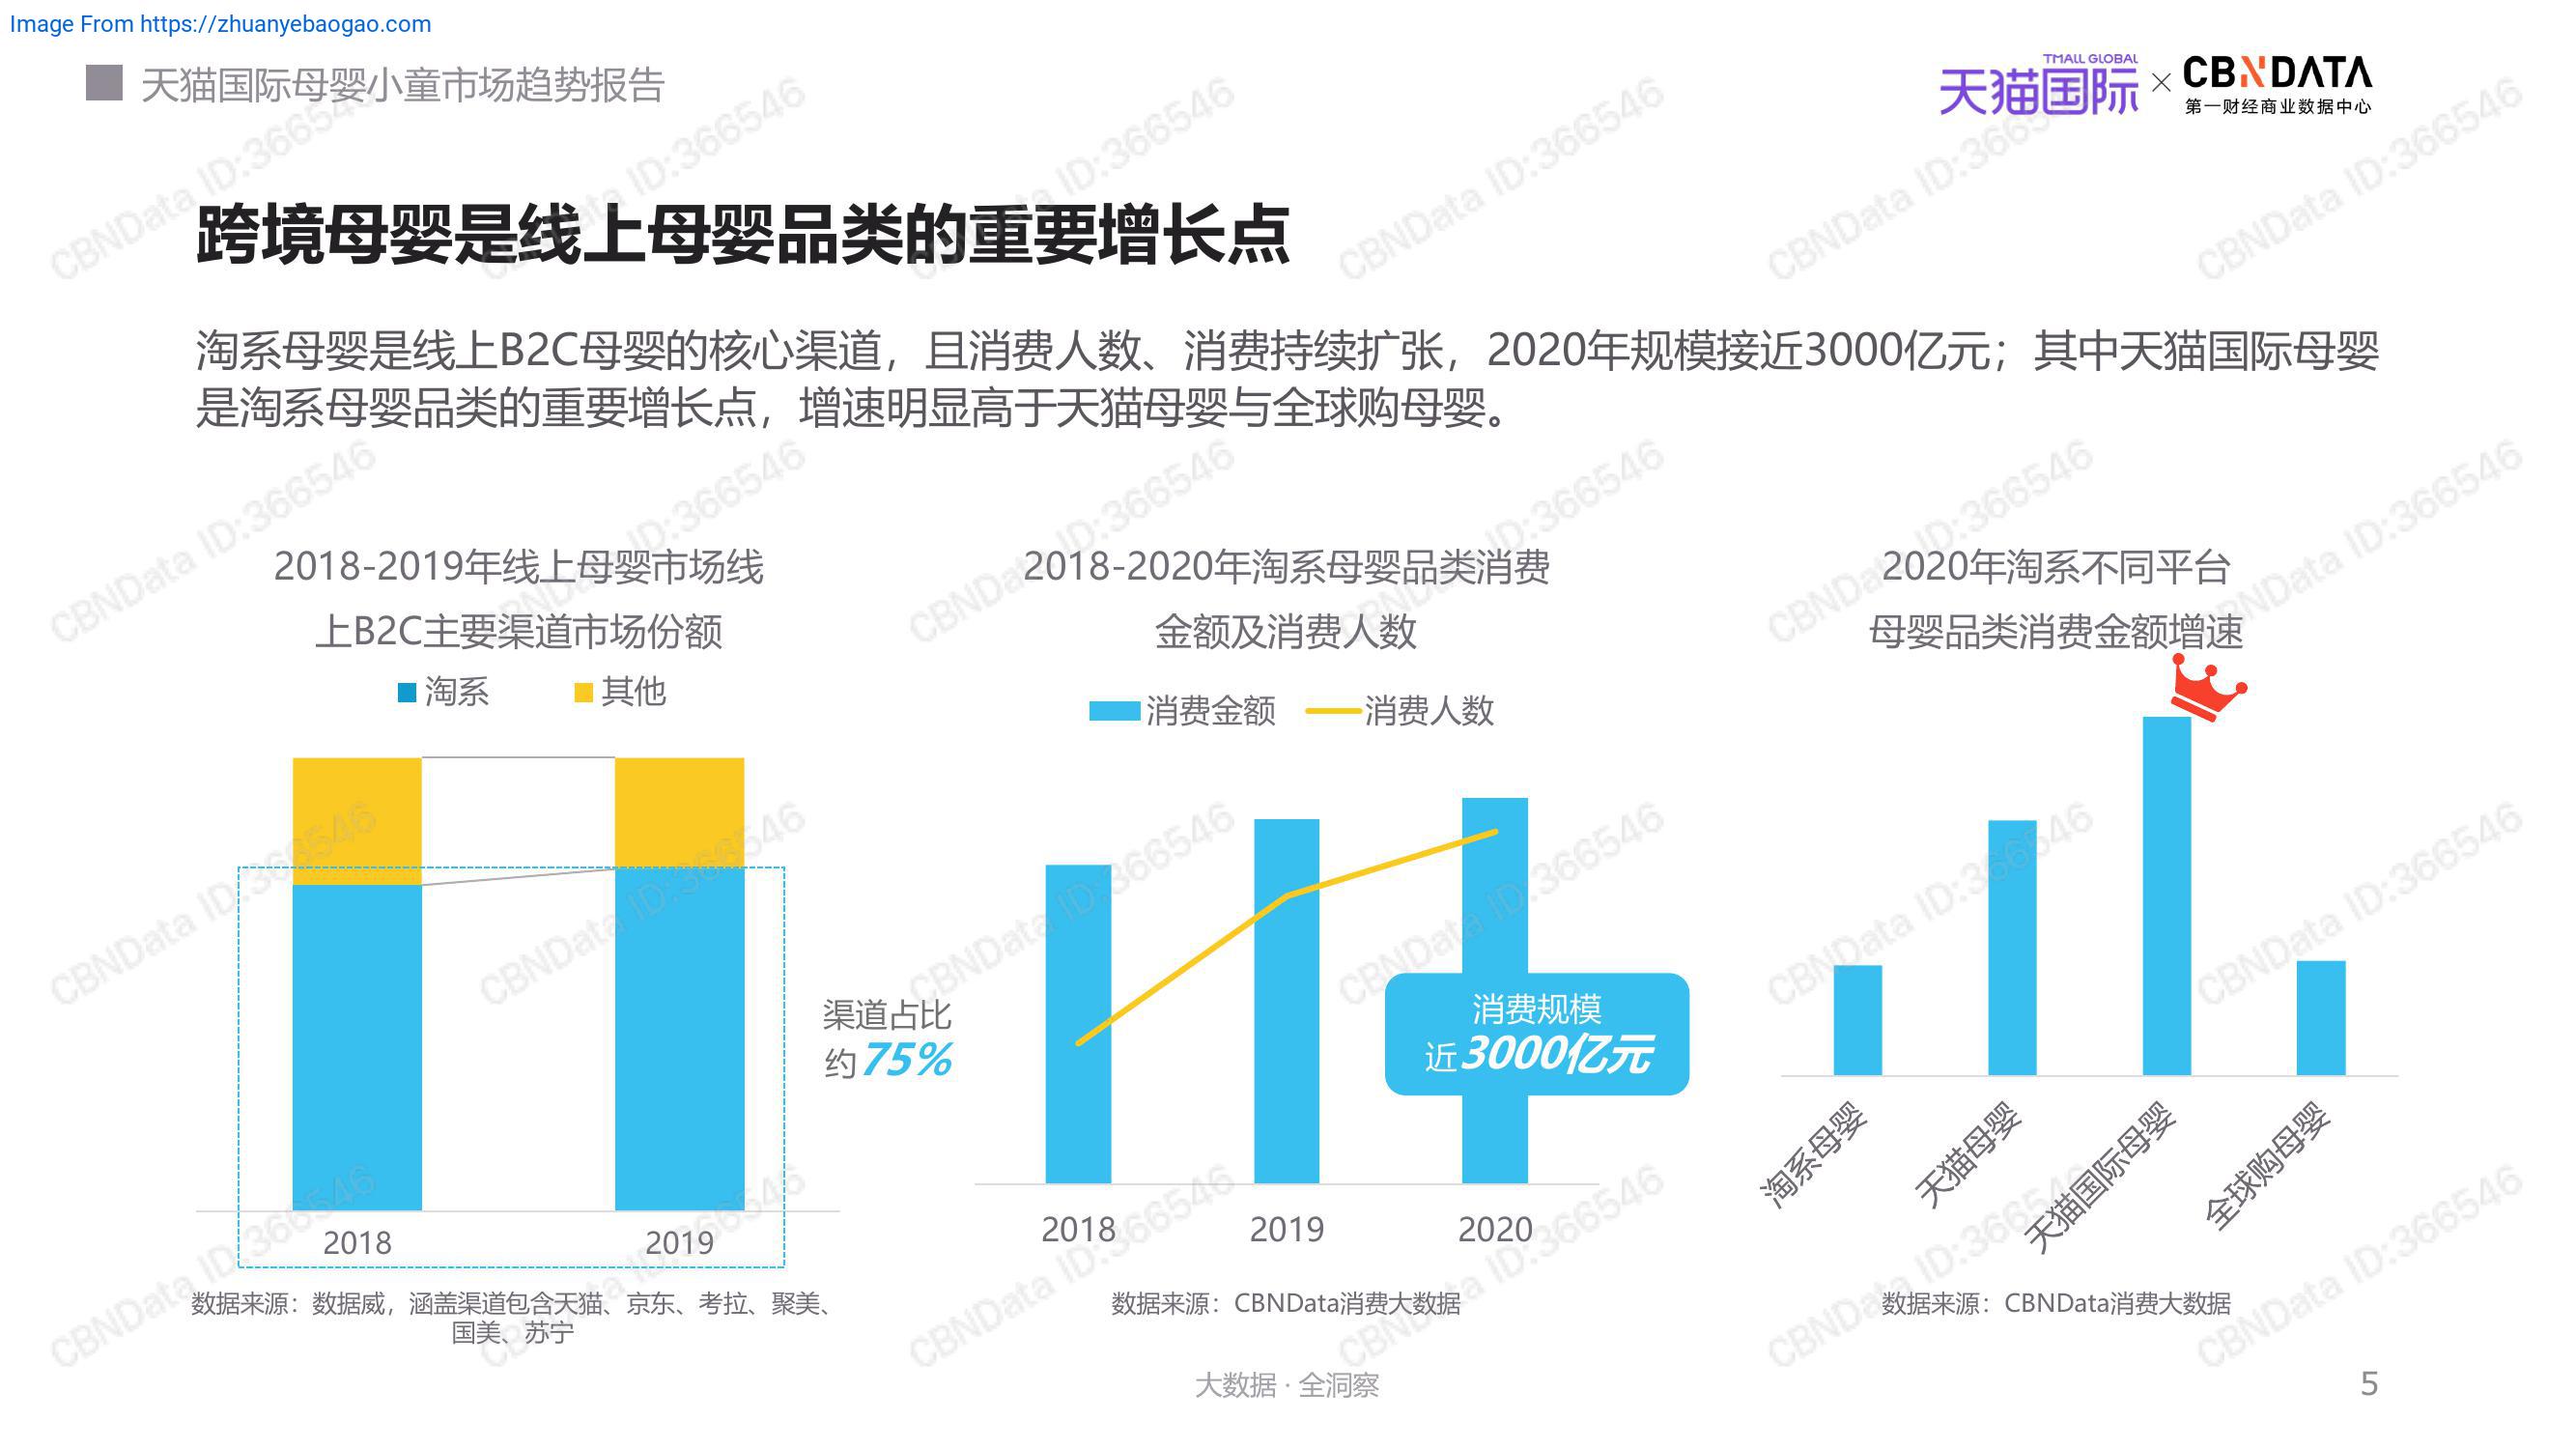 Image From https://zhuanyebaogao.com
天猫国际母婴小童市场趋势报告
TMALL GLOBAL
天猫国际 × CBNDATA
第一财经商业数据中心
跨境母婴是线上母婴品类的重要增长点
淘系母婴是线上B2C母婴的核心渠道，且消费人数、消费持续扩张，2020年规模接近3000亿元；其中天猫国际母婴
是淘系母婴品类的重要增长点，增速明显高于天猫母婴与全球购母婴。
2018-2019年线上母婴市场线
上B2C主要渠道市场份额
淘系 其他
2018 2019
渠道占比
约75%
数据来源：数据威，涵盖渠道包含天猫、京东、考拉、聚美、
国美、苏宁
2018-2020年淘系母婴品类消费
金额及消费人数
消费金额 消费人数
消费规模
近3000亿元
2018 2019 2020
数据来源：CBNData消费大数据
2020年淘系不同平台
母婴品类消费金额增速
淘系母婴 天猫母婴 天猫国际母婴 全球购母婴
数据来源：CBNData消费大数据
大数据 · 全洞察
5
CBNData ID:366546